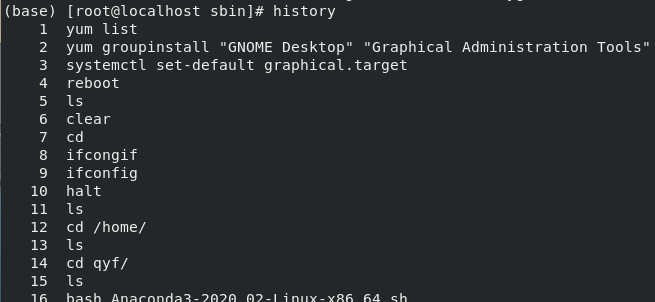 (base) [root@localhost sbin]# history
1 yum list
2 yum groupinstall "GNOME Desktop" "Graphical Administration Tools"
3 systemctl set-default graphical.target
4 reboot
5 ls
6 clear
7 cd
8 ifcongif
9 ifconfig
10 halt
11 ls
12 cd /home/
13 ls
14 cd qyf/
15 ls
16 bash Anaconda3-2020.02-Linux-x86_64.sh